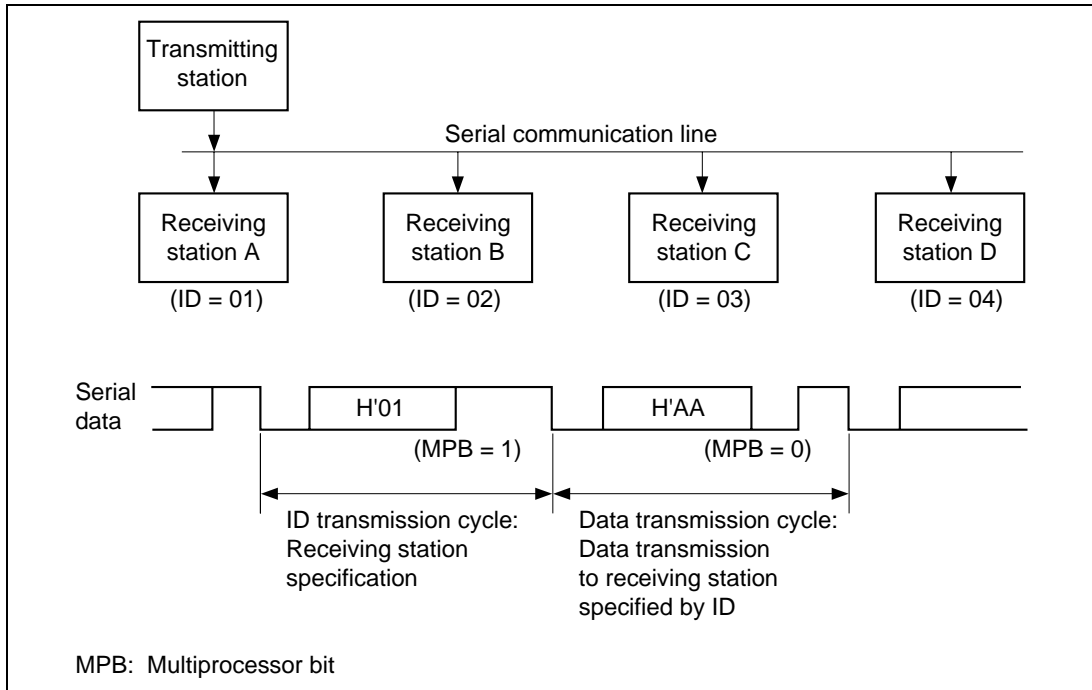 Transmitting
station
Serial communication line
Receiving
station A
Receiving
station B
Receiving
station C
Receiving
station D
(ID = 01)
(ID = 02)
(ID = 03)
(ID = 04)
Serial
data
H'01
H'AA
(MPB = 1)
(MPB = 0)
ID transmission cycle:
Receiving station
specification
Data transmission cycle:
Data transmission
to receiving station
specified by ID
MPB: Multiprocessor bit